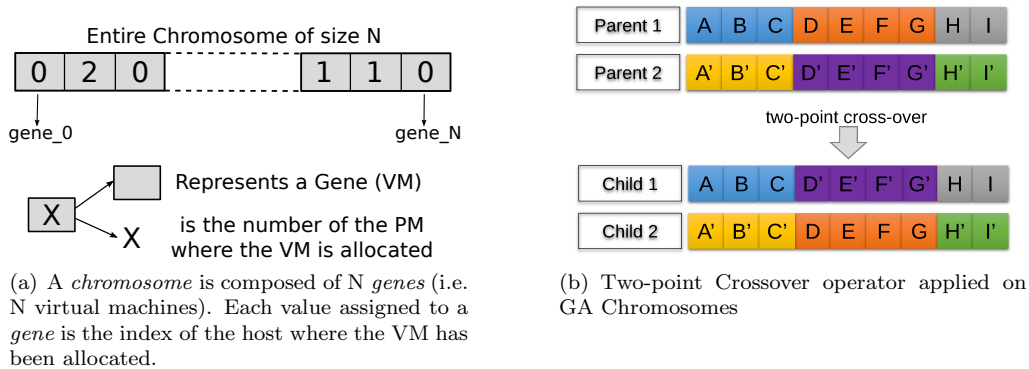 Entire Chromosome of size N
0 2 0 1 1 0
gene_0 gene_N
Represents a Gene (VM)
X
X is the number of the PM
where the VM is allocated
(a) A chromosome is composed of N genes (i.e.
N virtual machines). Each value assigned to a
gene is the index of the host where the VM has
been allocated.
Parent 1 A B C D E F G H I
Parent 2 A' B' C' D' E' F' G' H' I'
two-point cross-over
Child 1 A B C D' E' F' G' H I
Child 2 A' B' C' D E F G H' I'
(b) Two-point Crossover operator applied on
GA Chromosomes